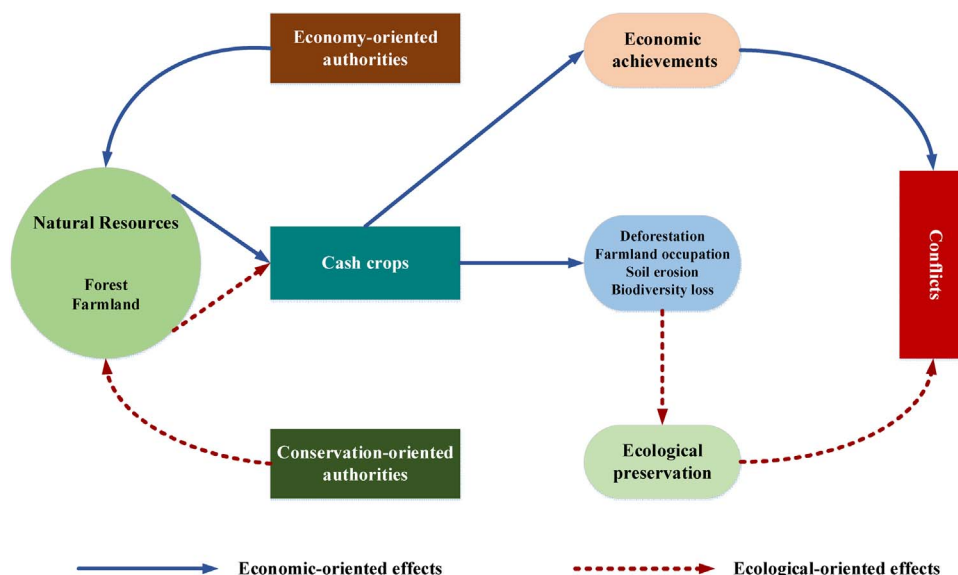 Economy-oriented
authorities
Economic
achievements
Natural Resources
Forest
Farmland
Cash crops
Deforestation
Farmland occupation
Soil erosion
Biodiversity loss
Conflicts
Conservation-oriented
authorities
Ecological
preservation
Economic-oriented effects
Ecological-oriented effects